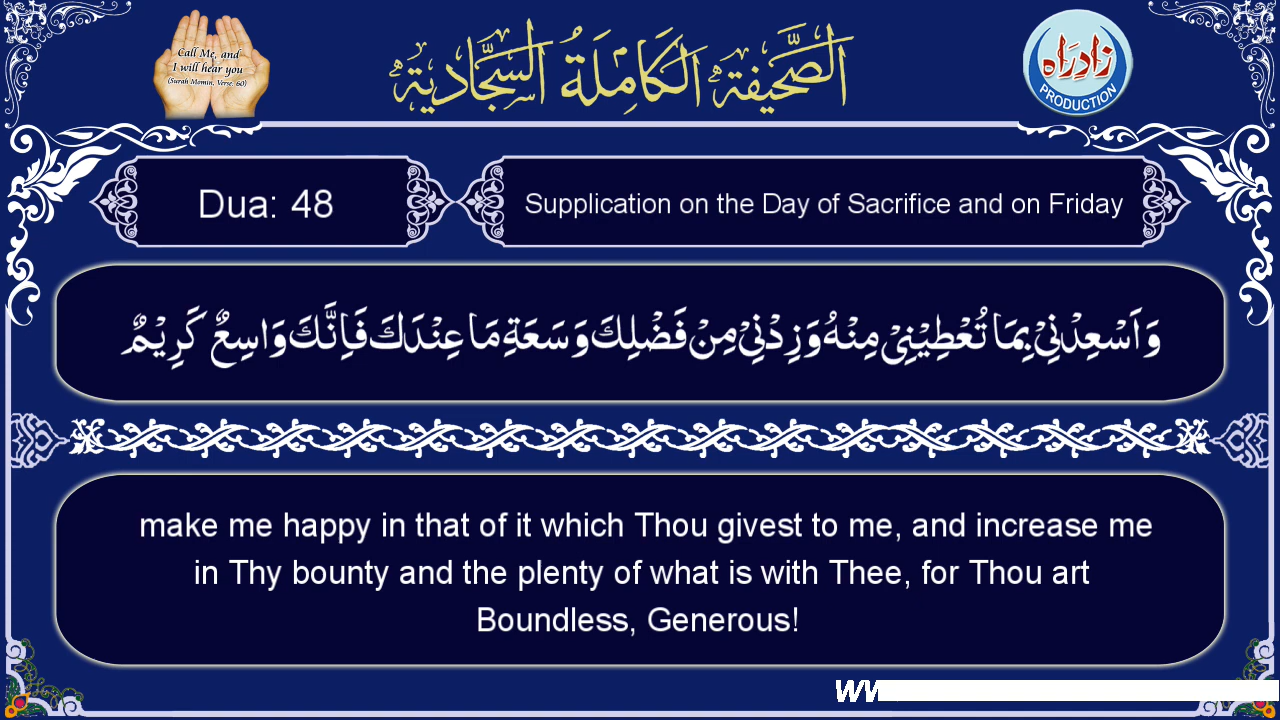 Call Me, and
I will hear you
(Surah Momin, Verse. 60)
الصَّحِيفَةُ الكَامِلَةُ السَّجَّادِيَّةُ
زادِرَاه
PRODUCTION
Dua: 48
Supplication on the Day of Sacrifice and on Friday
وَاَسْعِدْنِيْ بِمَا تُعْطِيْنِيْ مِنْهُ وَزِدْنِيْ مِنْ فَضْلِكَ وَسَعَةِ مَا عِنْدَكَ فَاِنَّكَ وَاسِعٌ كَرِيْمٌ
make me happy in that of it which Thou givest to me, and increase me
in Thy bounty and the plenty of what is with Thee, for Thou art
Boundless, Generous!